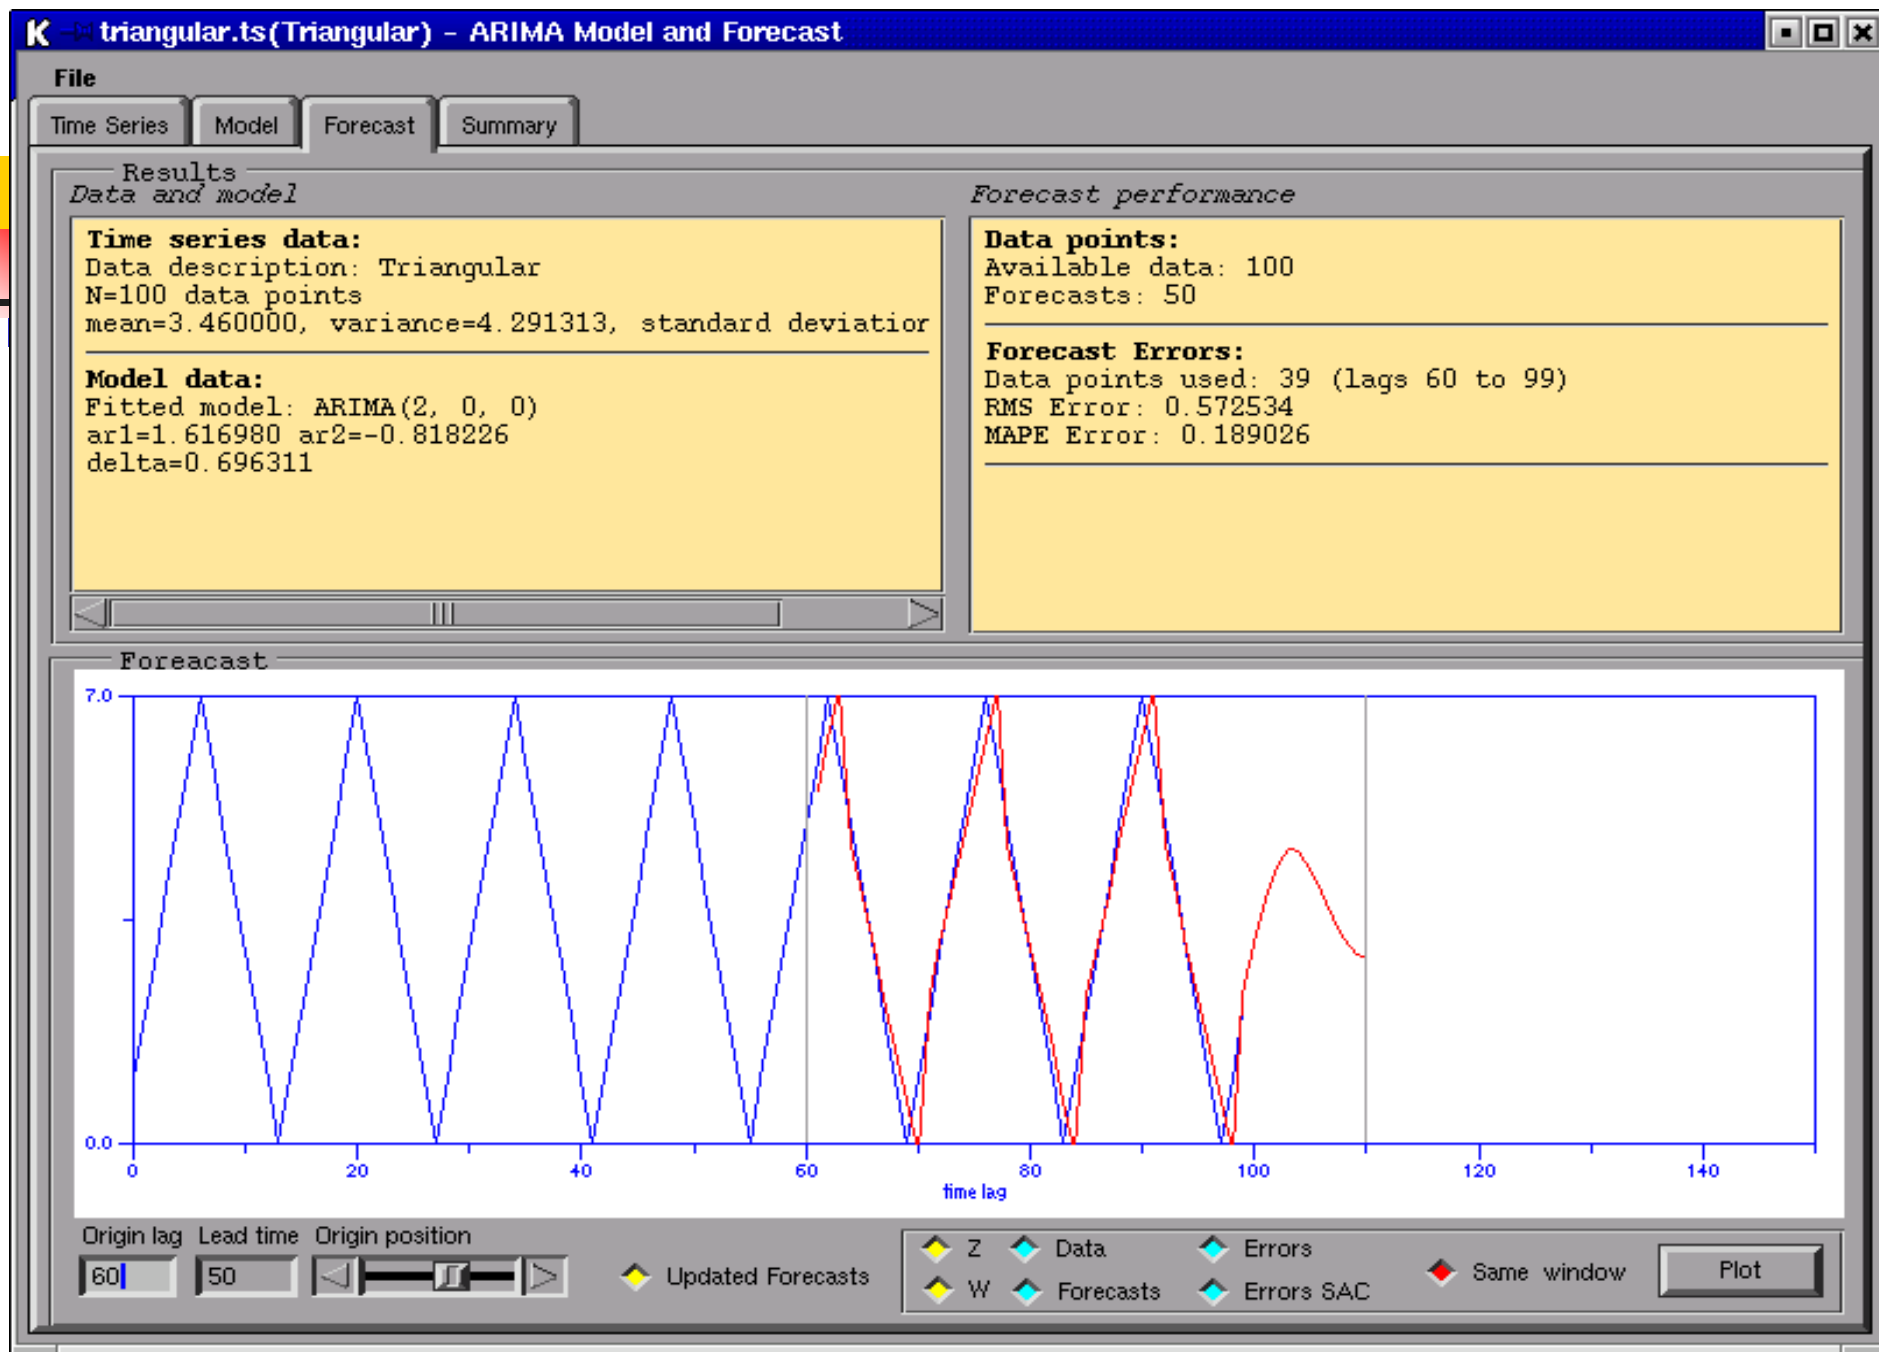 triangular.ts(Triangular) - ARIMA Model and Forecast
File
Time Series Model Forecast Summary
Results
Data and model
Time series data:
Data description: Triangular
N=100 data points
mean=3.460000, variance=4.291313, standard deviation
Model data:
Fitted model: ARIMA(2, 0, 0)
ar1=1.616980 ar2=-0.818226
delta=0.696311
Forecast performance
Data points:
Available data: 100
Forecasts: 50
Forecast Errors:
Data points used: 39 (lags 60 to 99)
RMS Error: 0.572534
MAPE Error: 0.189026
Foreacast
7.0
0.0
0 20 40 60 80 100 120 140
time lag
Origin lag Lead time Origin position
60 50
Updated Forecasts
Z Data Errors
W Forecasts Errors SAC
Same window
Plot